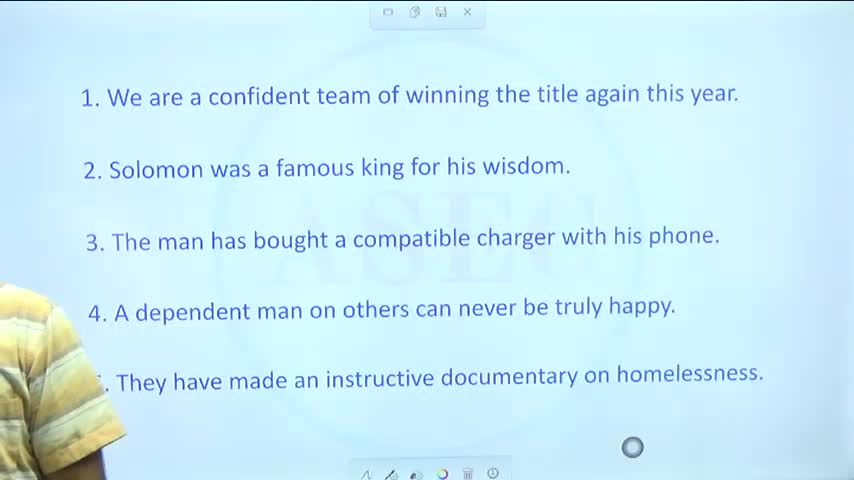 1. We are a confident team of winning the title again this year.
2. Solomon was a famous king for his wisdom.
3. The man has bought a compatible charger with his phone.
4. A dependent man on others can never be truly happy.
. They have made an instructive documentary on homelessness.